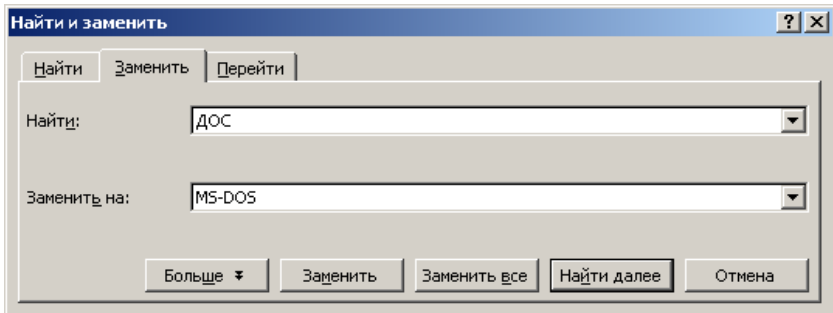 Найти и заменить
Найти Заменить Перейти
Найти: ДОС
Заменить на: MS-DOS
Больше Заменить Заменить все Найти далее Отмена